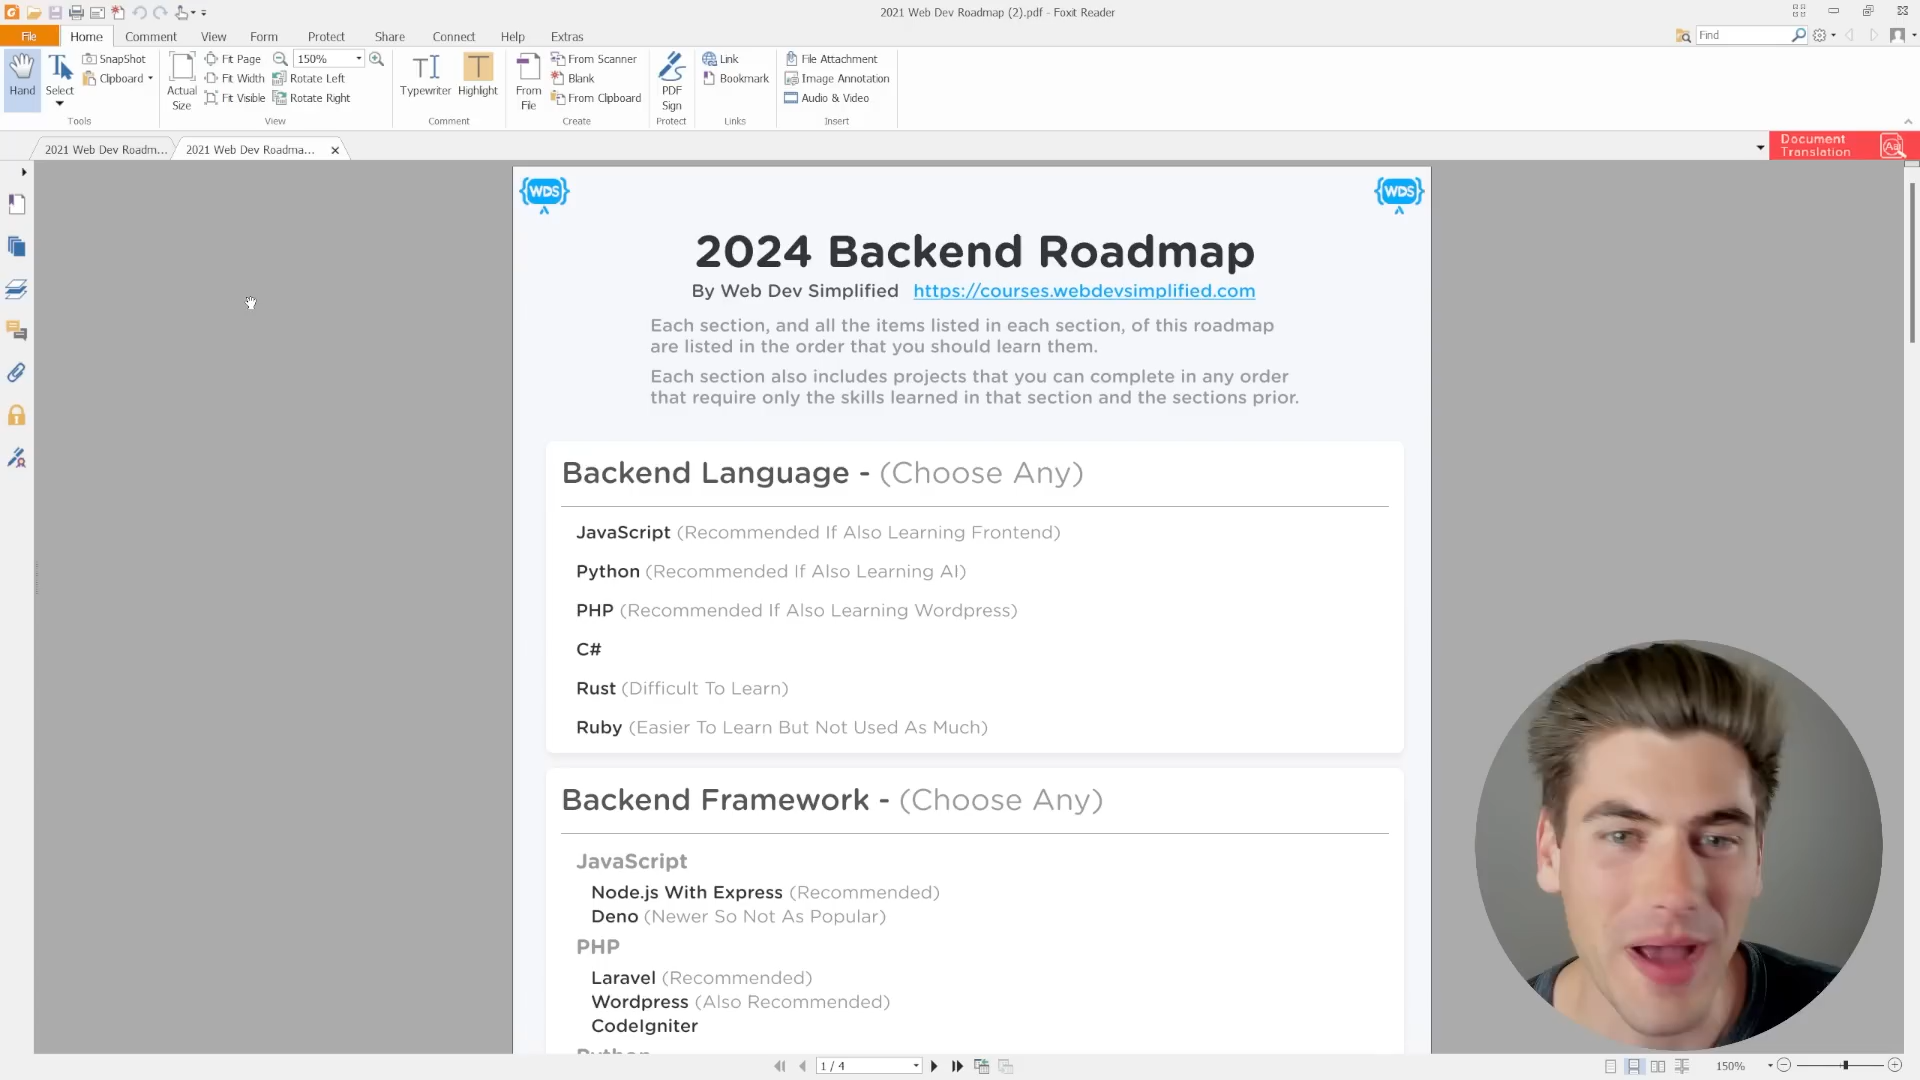 2021 Web Dev Roadmap (2).pdf - Foxit Reader
File Home Comment View Form Protect Share Connect Help Extras
Find
Hand
Select
SnapShot
Clipboard
Tools
Actual
Size
Fit Page
Fit Width
Fit Visible
150%
Rotate Left
Rotate Right
View
Typewriter
Highlight
Comment
From
File
From Scanner
Blank
From Clipboard
Create
PDF
Sign
Protect
Link
Bookmark
Links
File Attachment
Image Annotation
Audio & Video
Insert
2021 Web Dev Roadm...
2021 Web Dev Roadma...
Document
Translation
WDS
WDS
2024 Backend Roadmap
By Web Dev Simplified https://courses.webdevsimplified.com
Each section, and all the items listed in each section, of this roadmap
are listed in the order that you should learn them.
Each section also includes projects that you can complete in any order
that require only the skills learned in that section and the sections prior.
Backend Language - (Choose Any)
JavaScript (Recommended If Also Learning Frontend)
Python (Recommended If Also Learning AI)
PHP (Recommended If Also Learning Wordpress)
C#
Rust (Difficult To Learn)
Ruby (Easier To Learn But Not Used As Much)
Backend Framework - (Choose Any)
JavaScript
Node.js With Express (Recommended)
Deno (Newer So Not As Popular)
PHP
Laravel (Recommended)
Wordpress (Also Recommended)
CodeIgniter
Python
1 / 4
150%